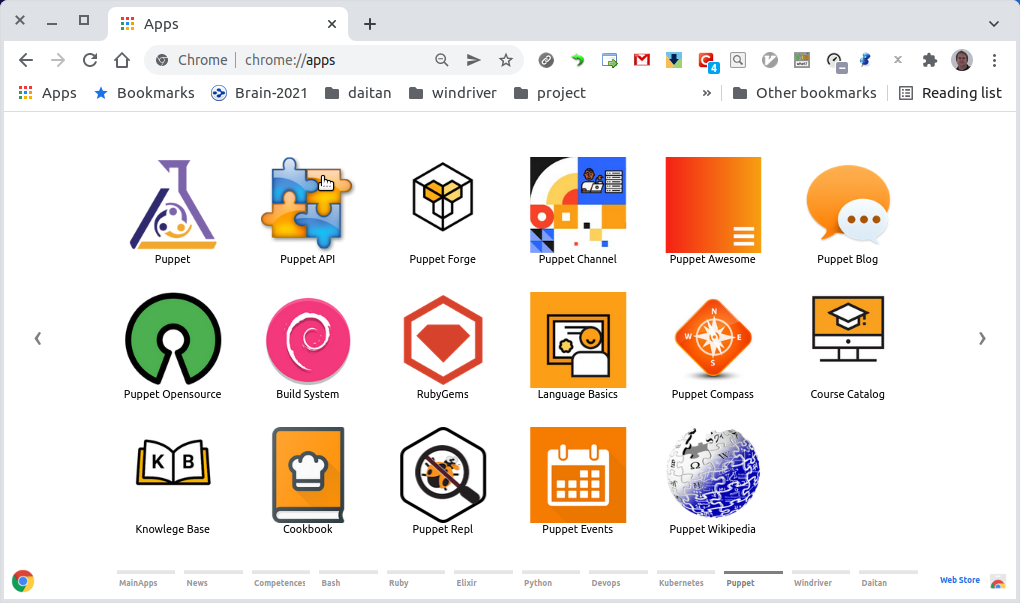 Apps
Chrome chrome://apps
4
Apps Bookmarks Brain-2021 daitan windriver project » Other bookmarks Reading list
Puppet Puppet API Puppet Forge Puppet Channel Puppet Awesome Puppet Blog
N
W E
S
Puppet Opensource Build System RubyGems Language Basics Puppet Compass Course Catalog
K B
Ω W
Knowlege Base Cookbook Puppet Repl Puppet Events Puppet Wikipedia
MainApps News Competences Bash Ruby Elixir Python Devops Kubernetes Puppet Windriver Daitan Web Store